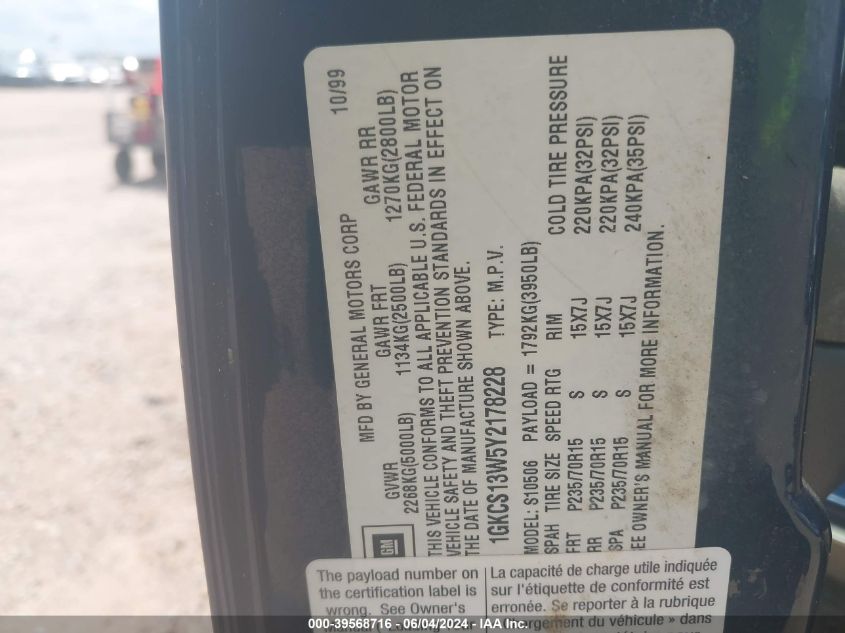 MFD BY GENERAL MOTORS CORP 10/99
GVWR GAWR FRT GAWR RR
2268KG(5000LB) 1134KG(2500LB) 1270KG(2800LB)
THIS VEHICLE CONFORMS TO ALL APPLICABLE U.S. FEDERAL MOTOR
VEHICLE SAFETY AND THEFT PREVENTION STANDARDS IN EFFECT ON
THE DATE OF MANUFACTURE SHOWN ABOVE.
1GKCS13W5Y2178228 TYPE: M.P.V.
MODEL: S10506 PAYLOAD = 1792KG(3950LB)
SPAH TIRE SIZE SPEED RTG RIM COLD TIRE PRESSURE
FRT P235/70R15 S 15X7J 220KPA(32PSI)
RR P235/70R15 S 15X7J 220KPA(32PSI)
SPA P235/70R15 S 15X7J 240KPA(35PSI)
EE OWNER'S MANUAL FOR MORE INFORMATION.
GM
The payload number on
the certification label is
wrong. See Owner's
La capacité de charge utile indiquée
sur l'étiquette de conformité est
erronée. Se reporter à la rubrique
argement du véhicule » dans
000-39568716 - 06/04/2024 - IAA Inc.